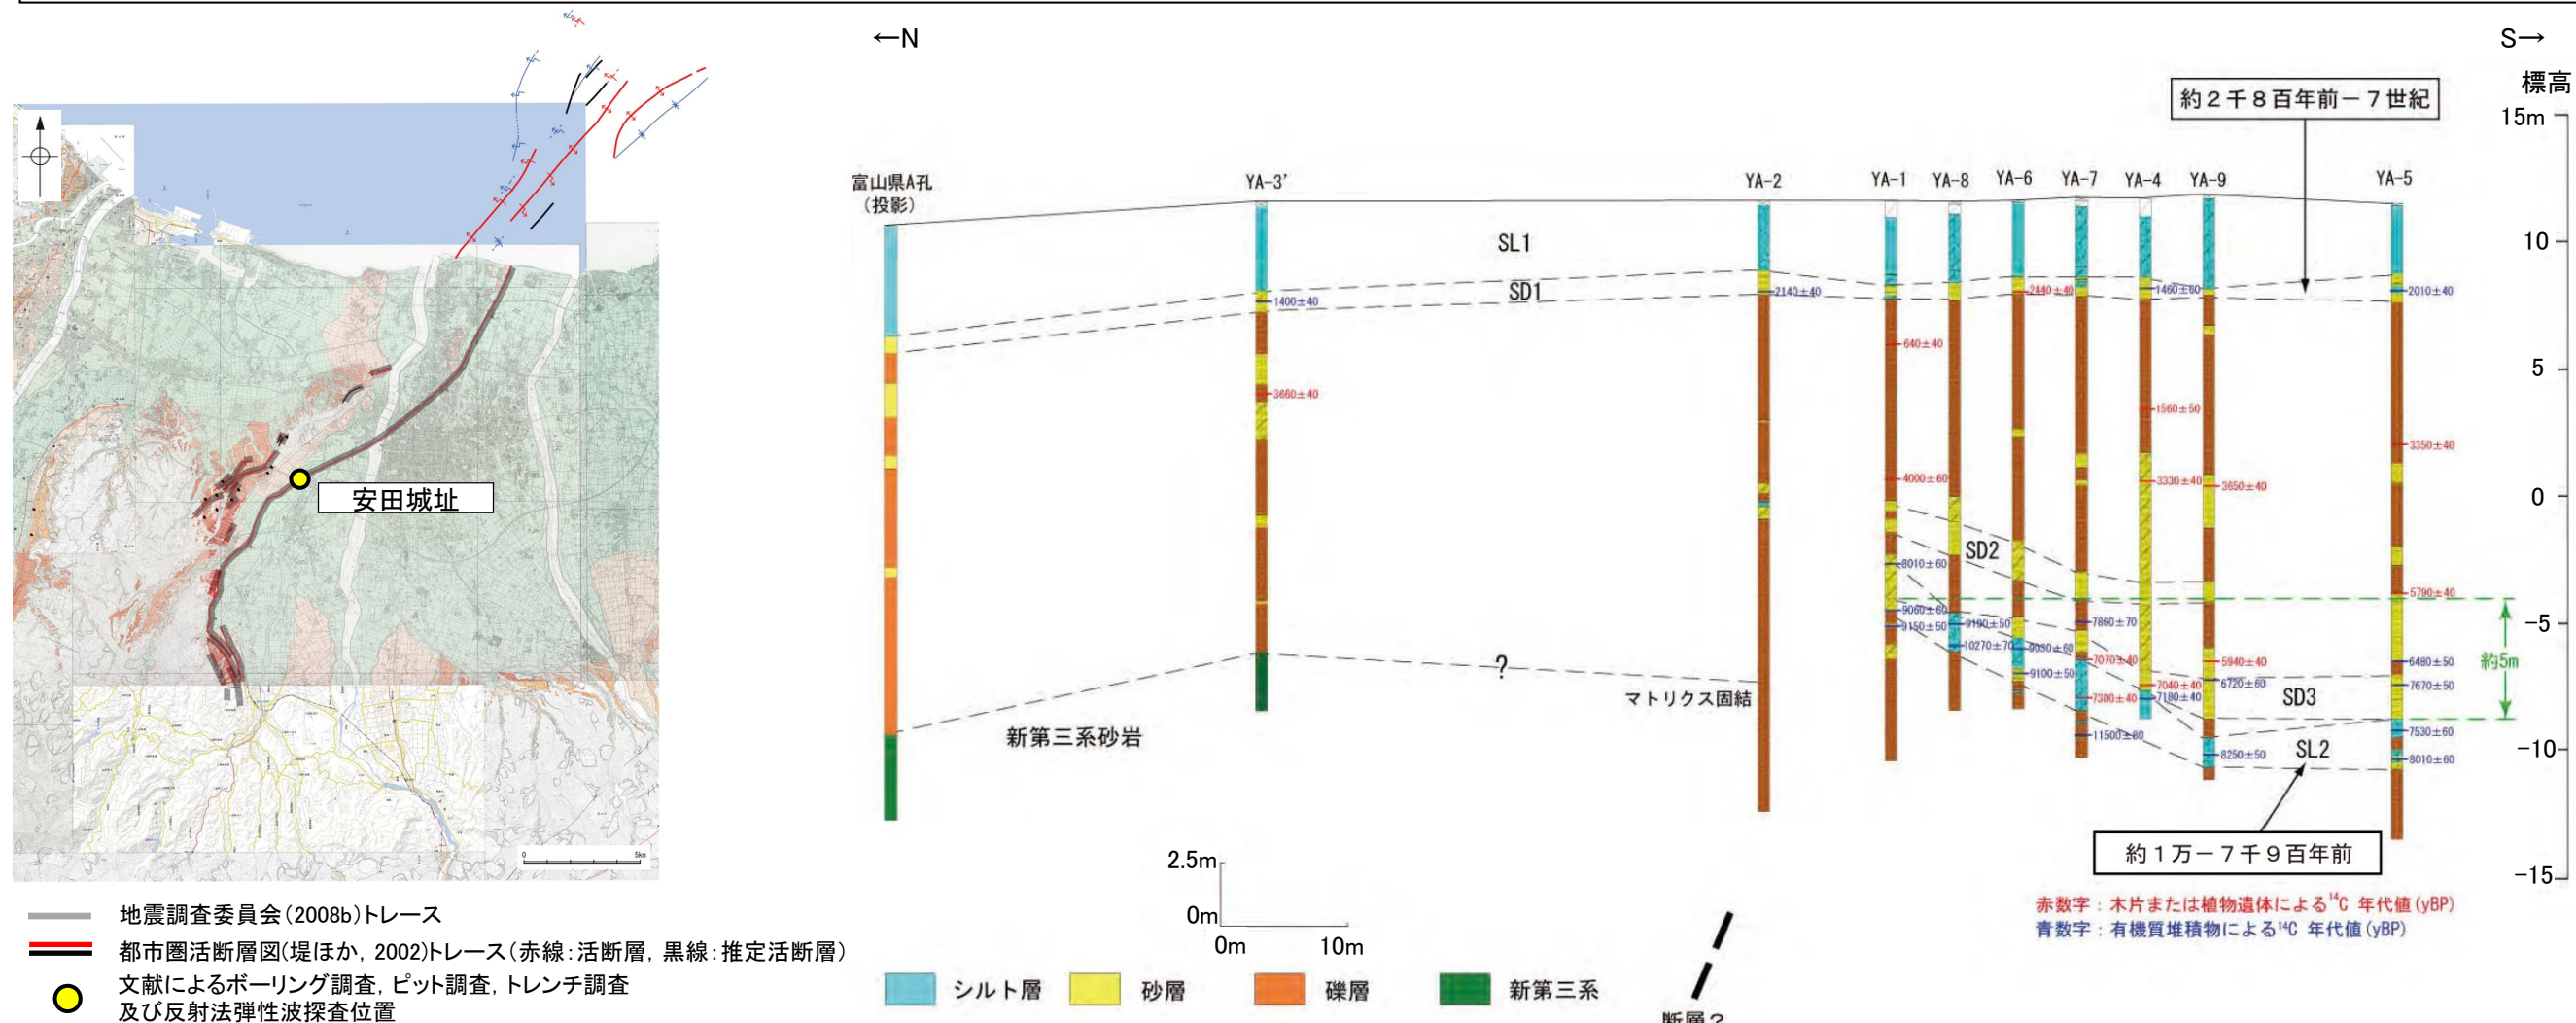 安田城址
0
5km
地震調査委員会(2008b)トレース
都市圏活断層図(堤ほか, 2002)トレース(赤線:活断層, 黒線:推定活断層)
文献によるボーリング調査, ピット調査, トレンチ調査
及び反射法弾性波探査位置
←N
S→
標高
15m
10
5
0
−5
−10
−15
約2千8百年前－7世紀
富山県A孔
(投影)
YA-3'
YA-2
YA-1
YA-8
YA-6
YA-7
YA-4
YA-9
YA-5
SL1
SD1
1400±40
2140±40
2440±40
1460±60
2010±40
640±40
3660±40
1560±50
3350±40
4000±60
3330±40
3650±40
SD2
8010±60
5790±40
9060±60
9150±50
9190±50
7860±70
10270±70
9030±60
7070±40
5940±40
6480±50
約5m
9100±50
7040±40
6720±60
7670±50
7300±40
7180±40
SD3
11500±80
7530±60
8250±50
SL2
8010±60
?
マトリクス固結
新第三系砂岩
約1万－7千9百年前
2.5m
0m
0m
10m
赤数字：木片または植物遺体による¹⁴C 年代値(yBP)
青数字：有機質堆積物による¹⁴C 年代値(yBP)
シルト層
砂層
礫層
新第三系
断層？